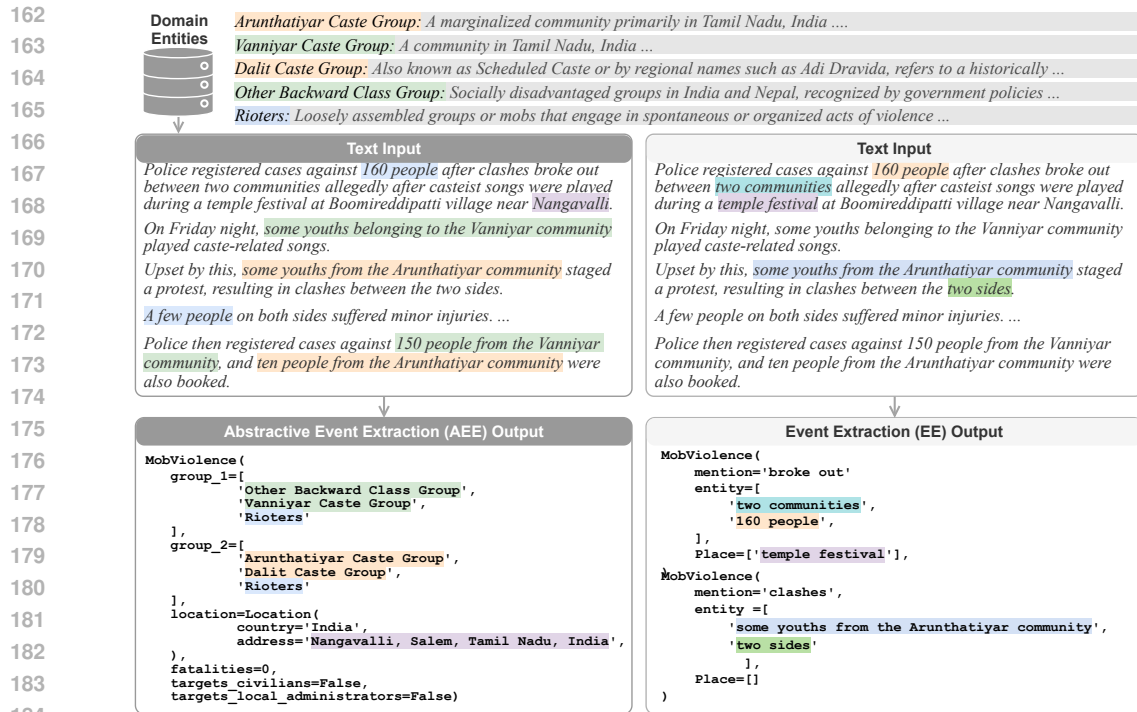 162
163
164
165
166
167
168
169
170
171
172
173
174
175
176
177
178
179
180
181
182
183
Domain
Entities
Arunthatiyar Caste Group: A marginalized community primarily in Tamil Nadu, India ....
Vanniyar Caste Group: A community in Tamil Nadu, India ...
Dalit Caste Group: Also known as Scheduled Caste or by regional names such as Adi Dravida, refers to a historically ...
Other Backward Class Group: Socially disadvantaged groups in India and Nepal, recognized by government policies ...
Rioters: Loosely assembled groups or mobs that engage in spontaneous or organized acts of violence ...
Text Input
Police registered cases against 160 people after clashes broke out
between two communities allegedly after casteist songs were played
during a temple festival at Boomireddipatti village near Nangavalli.
On Friday night, some youths belonging to the Vanniyar community
played caste-related songs.
Upset by this, some youths from the Arunthatiyar community staged
a protest, resulting in clashes between the two sides.
A few people on both sides suffered minor injuries. ...
Police then registered cases against 150 people from the Vanniyar
community, and ten people from the Arunthatiyar community were
also booked.
Text Input
Police registered cases against 160 people after clashes broke out
between two communities allegedly after casteist songs were played
during a temple festival at Boomireddipatti village near Nangavalli.
On Friday night, some youths belonging to the Vanniyar community
played caste-related songs.
Upset by this, some youths from the Arunthatiyar community staged
a protest, resulting in clashes between the two sides.
A few people on both sides suffered minor injuries. ...
Police then registered cases against 150 people from the Vanniyar
community, and ten people from the Arunthatiyar community were
also booked.
Abstractive Event Extraction (AEE) Output
MobViolence(
group_1=[
'Other Backward Class Group',
'Vanniyar Caste Group',
'Rioters'
],
group_2=[
'Arunthatiyar Caste Group',
'Dalit Caste Group',
'Rioters'
],
location=Location(
country='India',
address='Nangavalli, Salem, Tamil Nadu, India',
),
fatalities=0,
targets_civilians=False,
targets_local_administrators=False)
Event Extraction (EE) Output
MobViolence(
mention='broke out'
entity=[
'two communities',
'160 people',
],
Place=['temple festival'],
)
MobViolence(
mention='clashes',
entity =[
'some youths from the Arunthatiyar community',
'two sides'
],
Place=[]
)